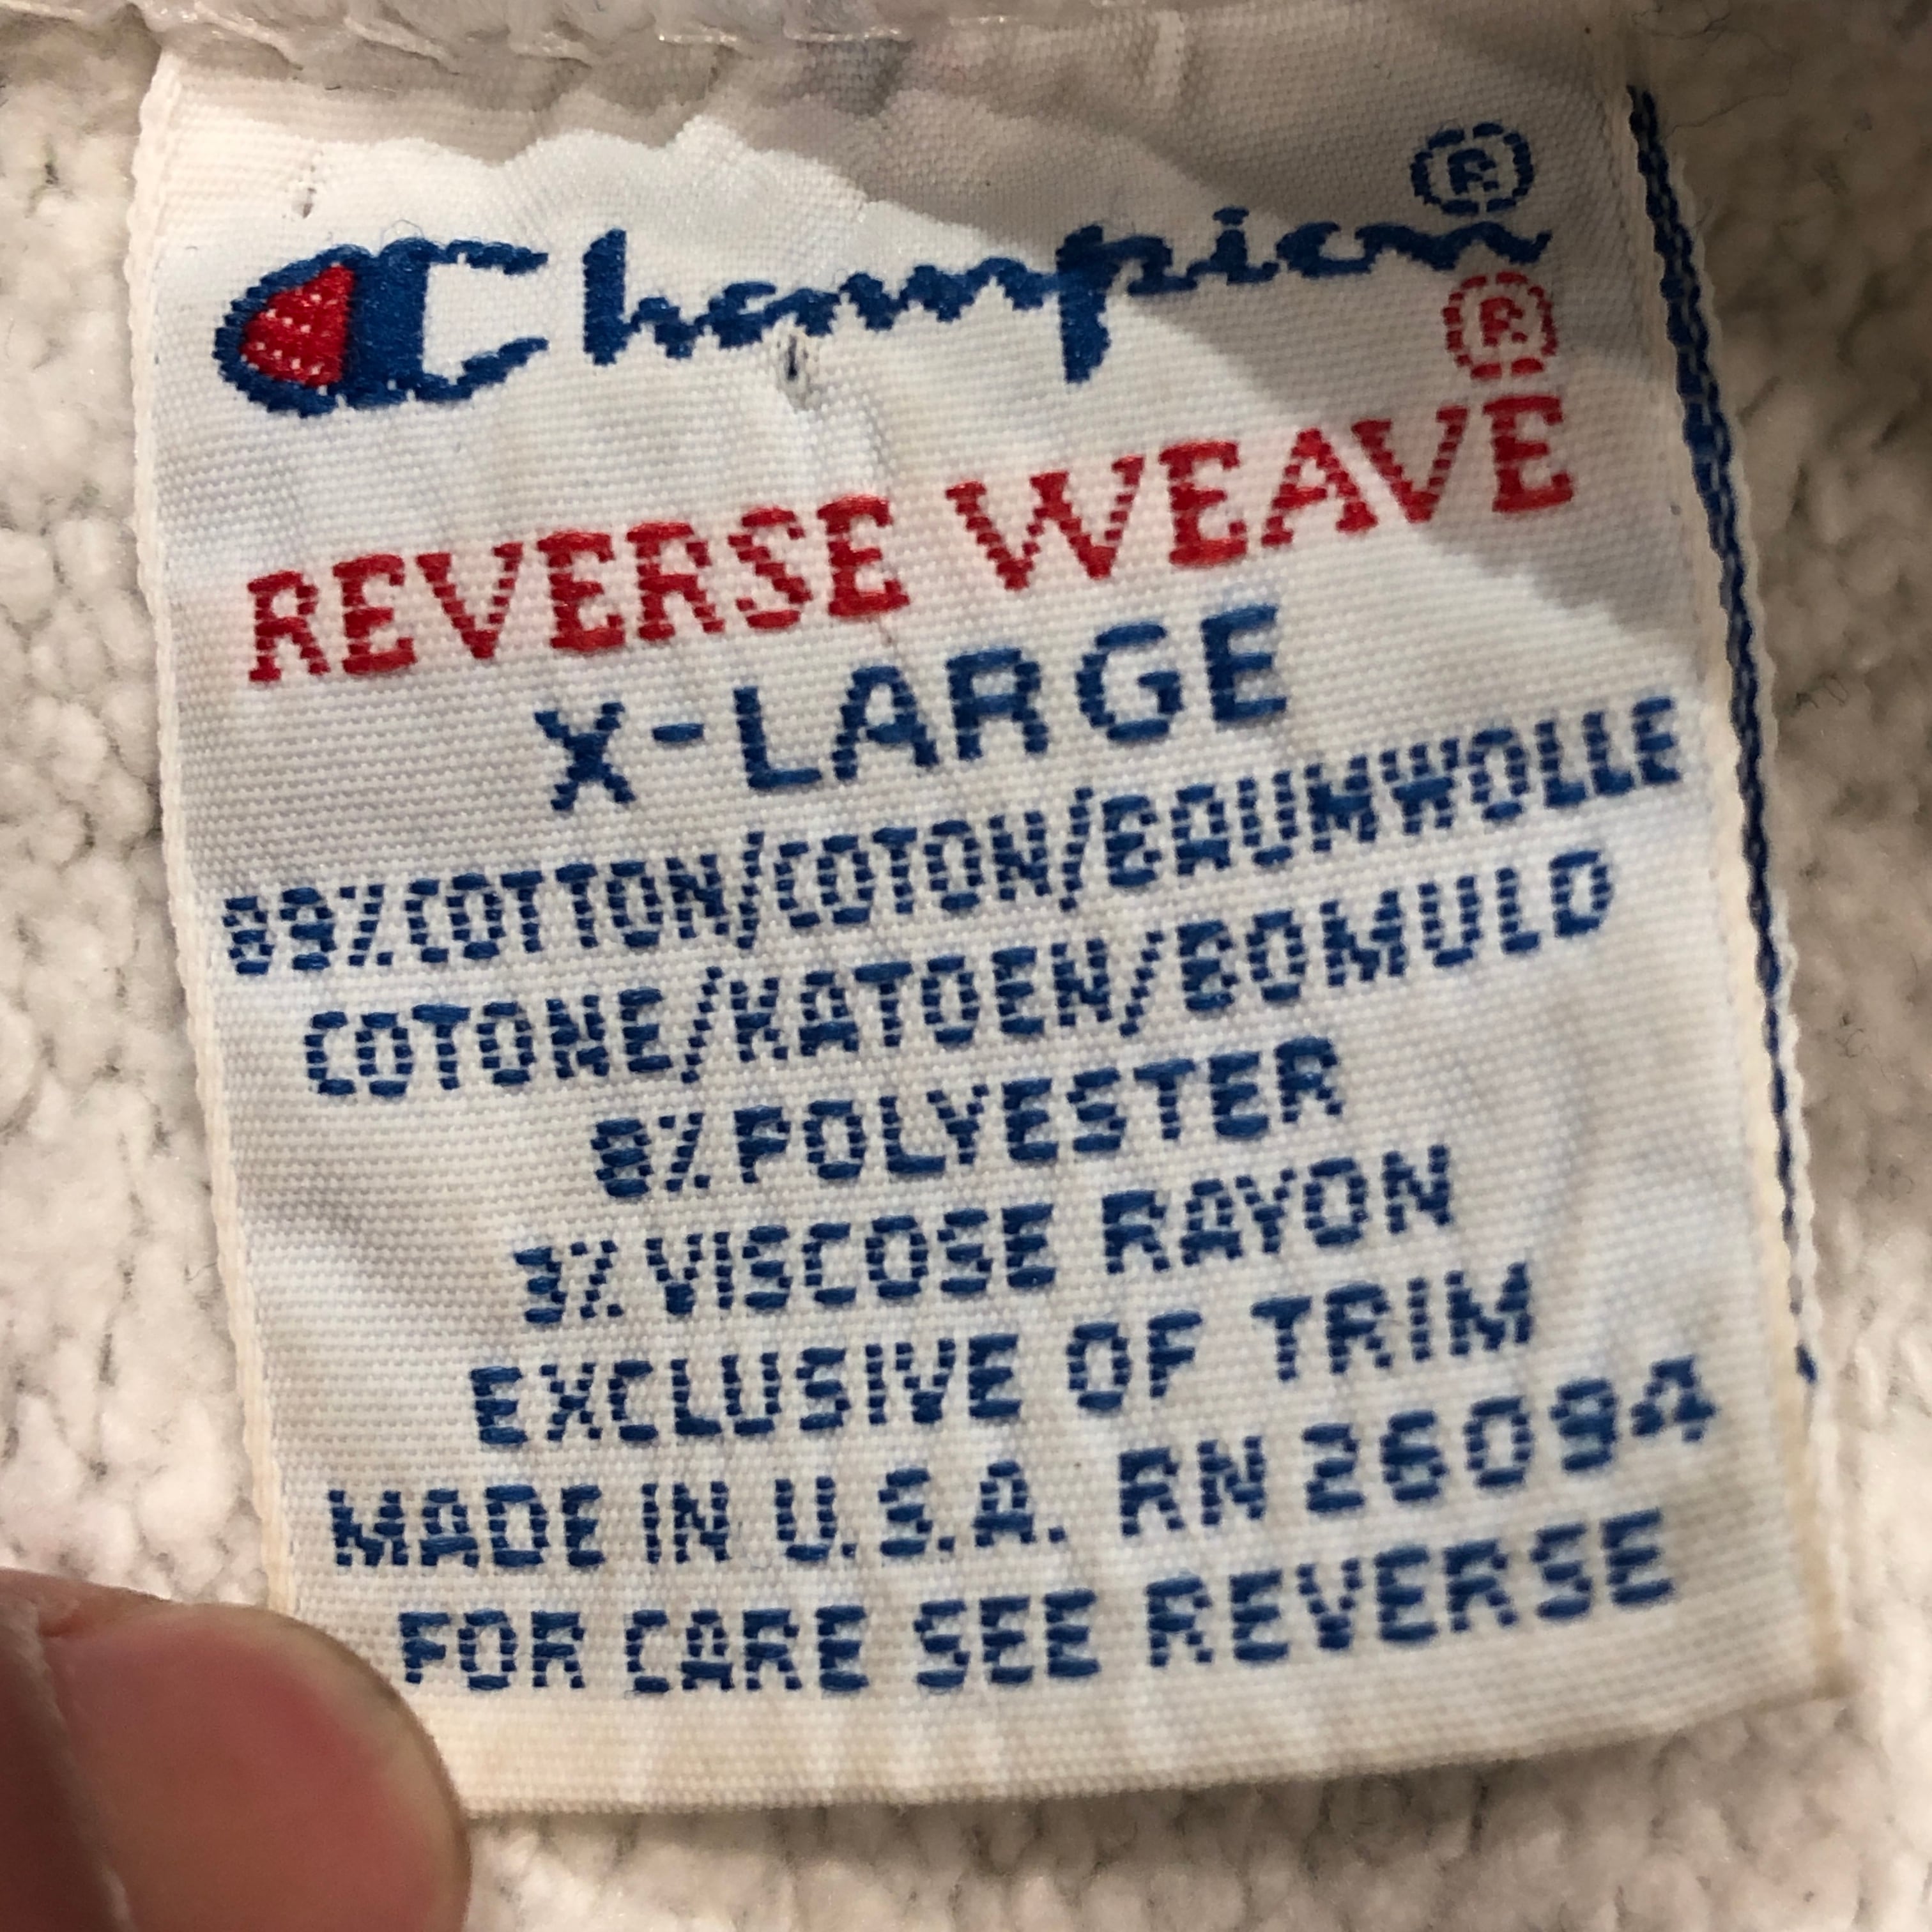 Champion®
®
REVERSE WEAVE
X-LARGE
89%COTTON/COTON/BAUMWOLLE
COTONE/KATOEN/BOMULD
8%POLYESTER
3% VISCOSE RAYON
EXCLUSIVE OF TRIM
MADE IN U.S.A. RN 26094
FOR CARE SEE REVERSE